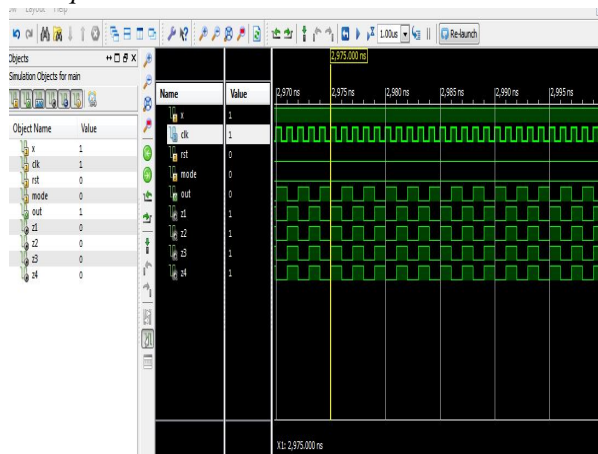 Layout Help
1.00us Re-launch
Objects
Simulation Objects for main
Object Name Value
x 1
clk 1
rst 0
mode 0
out 1
z1 0
z2 0
z3 0
z4 0
Name Value
x 1
clk 1
rst 0
mode 0
out 0
z1 1
z2 1
z3 1
z4 1
2,975.000 ns
2,970 ns 2,975 ns 2,980 ns 2,985 ns 2,990 ns 2,995 ns
X1: 2,975.000 ns